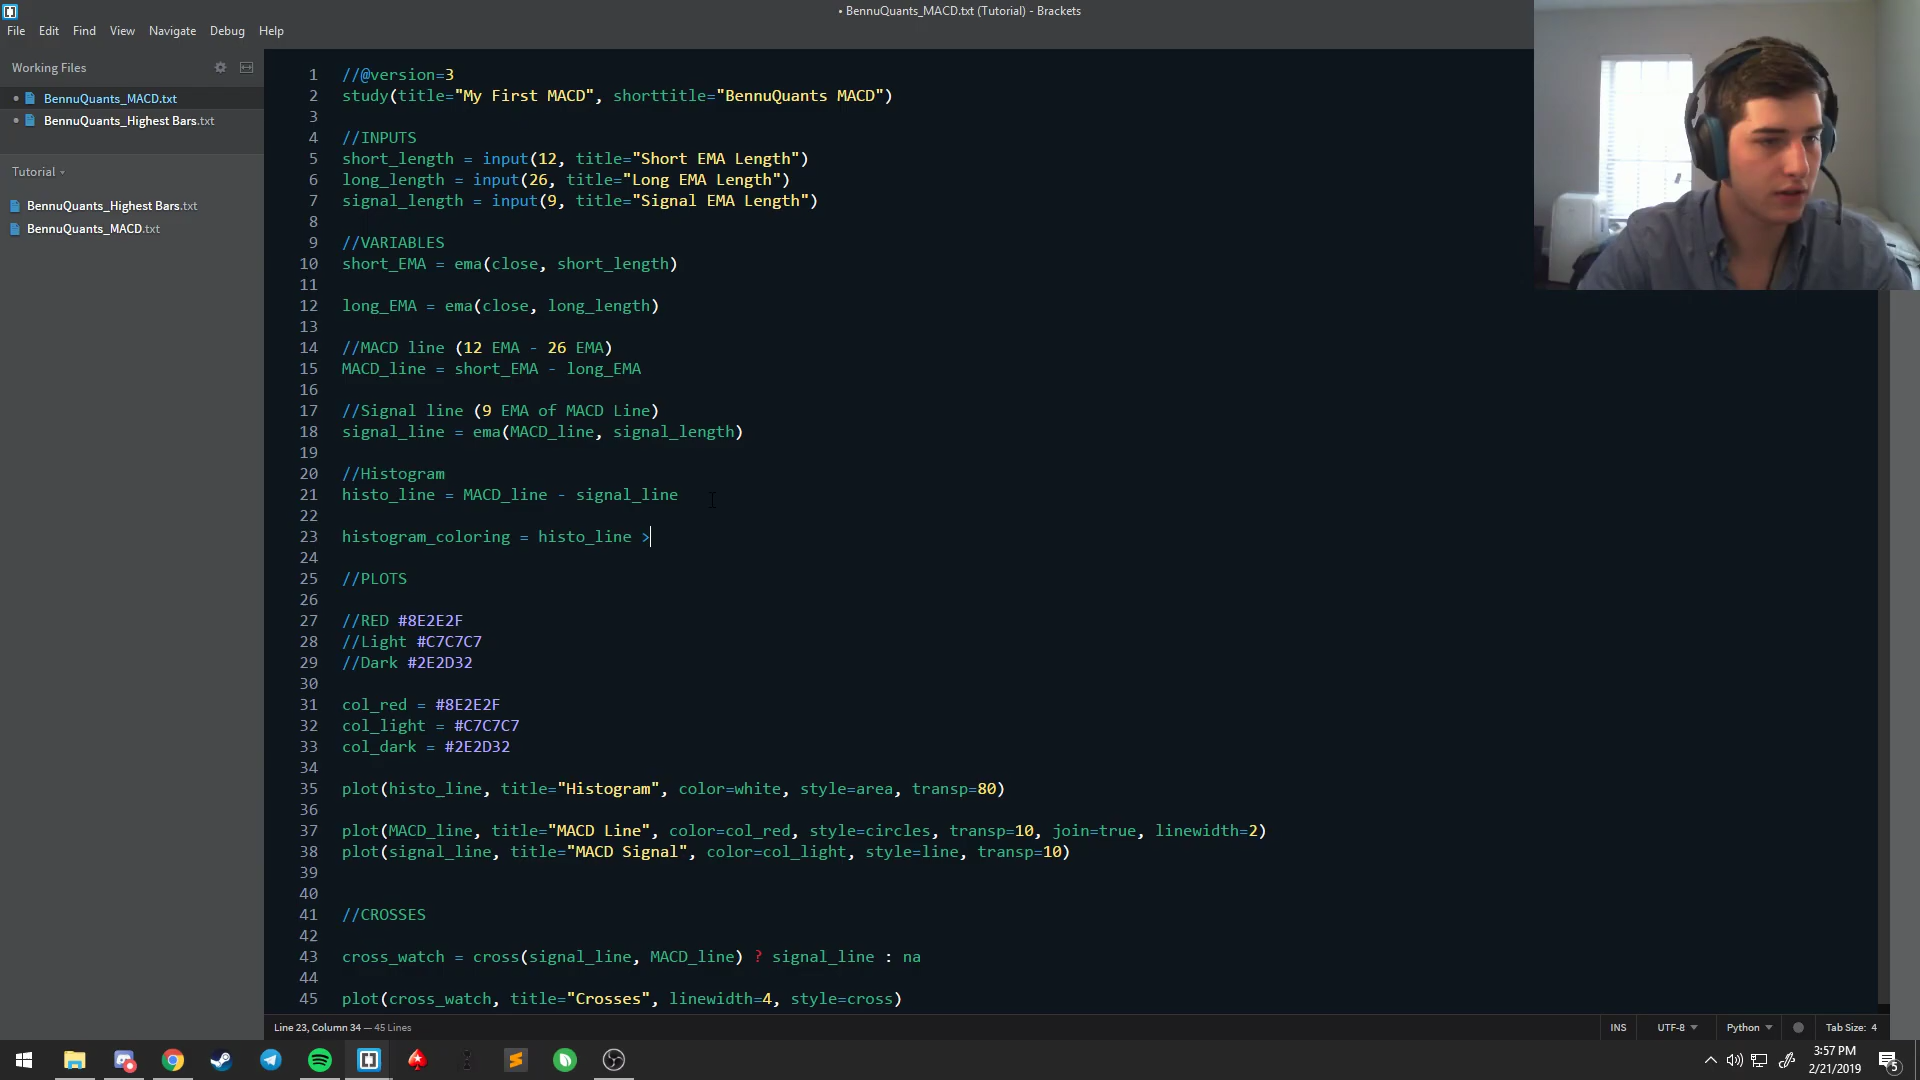 • BennuQuants_MACD.txt (Tutorial) - Brackets
File Edit Find View Navigate Debug Help
Working Files
BennuQuants_MACD.txt
BennuQuants_Highest Bars.txt
Tutorial
BennuQuants_Highest Bars.txt
BennuQuants_MACD.txt
1 //@version=3
2 study(title="My First MACD", shorttitle="BennuQuants MACD")
3
4 //INPUTS
5 short_length = input(12, title="Short EMA Length")
6 long_length = input(26, title="Long EMA Length")
7 signal_length = input(9, title="Signal EMA Length")
8
9 //VARIABLES
10 short_EMA = ema(close, short_length)
11
12 long_EMA = ema(close, long_length)
13
14 //MACD line (12 EMA - 26 EMA)
15 MACD_line = short_EMA - long_EMA
16
17 //Signal line (9 EMA of MACD Line)
18 signal_line = ema(MACD_line, signal_length)
19
20 //Histogram
21 histo_line = MACD_line - signal_line
22
23 histogram_coloring = histo_line >
24
25 //PLOTS
26
27 //RED #8E2E2F
28 //Light #C7C7C7
29 //Dark #2E2D32
30
31 col_red = #8E2E2F
32 col_light = #C7C7C7
33 col_dark = #2E2D32
34
35 plot(histo_line, title="Histogram", color=white, style=area, transp=80)
36
37 plot(MACD_line, title="MACD Line", color=col_red, style=circles, transp=10, join=true, linewidth=2)
38 plot(signal_line, title="MACD Signal", color=col_light, style=line, transp=10)
39
40
41 //CROSSES
42
43 cross_watch = cross(signal_line, MACD_line) ? signal_line : na
44
45 plot(cross_watch, title="Crosses", linewidth=4, style=cross)
Line 23, Column 34 — 45 Lines
INS UTF-8 Python Tab Size: 4
3:57 PM
2/21/2019
5